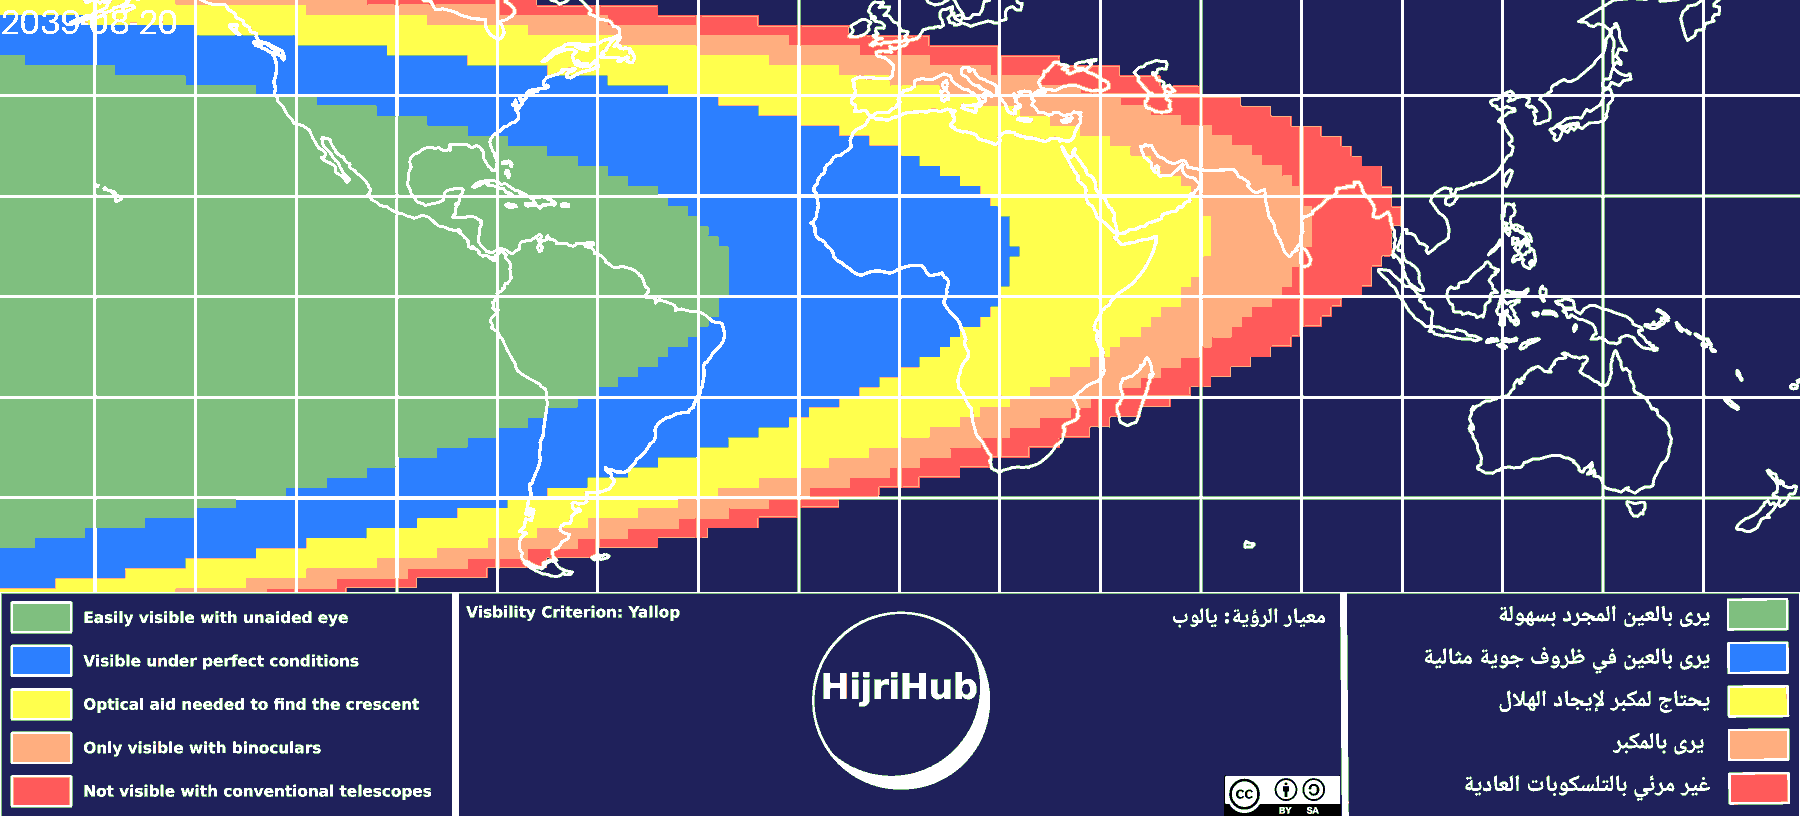 2039-08-20
Easily visible with unaided eye
Visible under perfect conditions
Optical aid needed to find the crescent
Only visible with binoculars
Not visible with conventional telescopes
Visbility Criterion: Yallop
معيار الرؤية: يالوب
HijriHub
cc
BY SA
يرى بالعين المجرد بسهولة
يرى بالعين في ظروف جوية مثالية
يحتاج لمكبر لإيجاد الهلال
يرى بالمكبر
غير مرئي بالتلسكوبات العادية